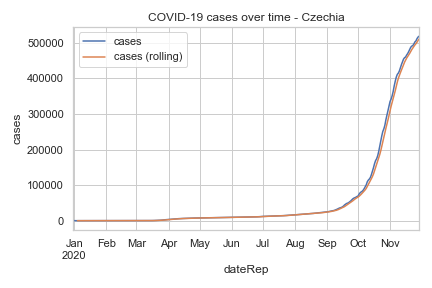 COVID-19 cases over time - Czechia
cases
cases (rolling)
500000
400000
300000
200000
100000
0
cases
Jan Feb Mar Apr May Jun Jul Aug Sep Oct Nov
2020
dateRep